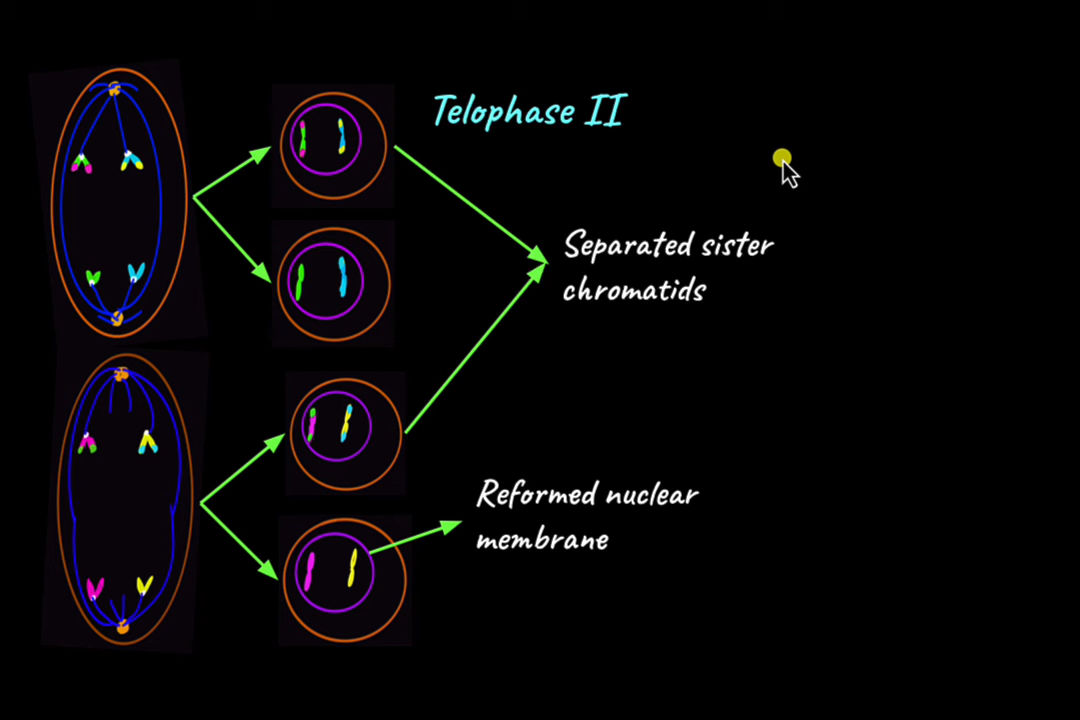 Telophase II
Separated sister
chromatids
Reformed nuclear
membrane